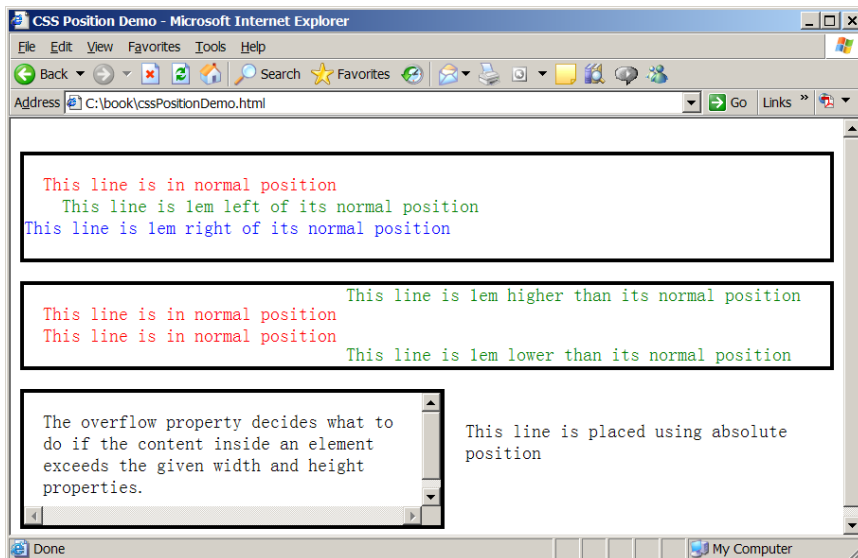 CSS Position Demo - Microsoft Internet Explorer
File Edit View Favorites Tools Help
Back Search Favorites
Address C:\book\cssPositionDemo.html Go Links »
This line is in normal position
This line is 1em left of its normal position
This line is 1em right of its normal position
This line is 1em higher than its normal position
This line is in normal position
This line is in normal position
This line is 1em lower than its normal position
The overflow property decides what to
do if the content inside an element
exceeds the given width and height
properties.
This line is placed using absolute
position
Done My Computer